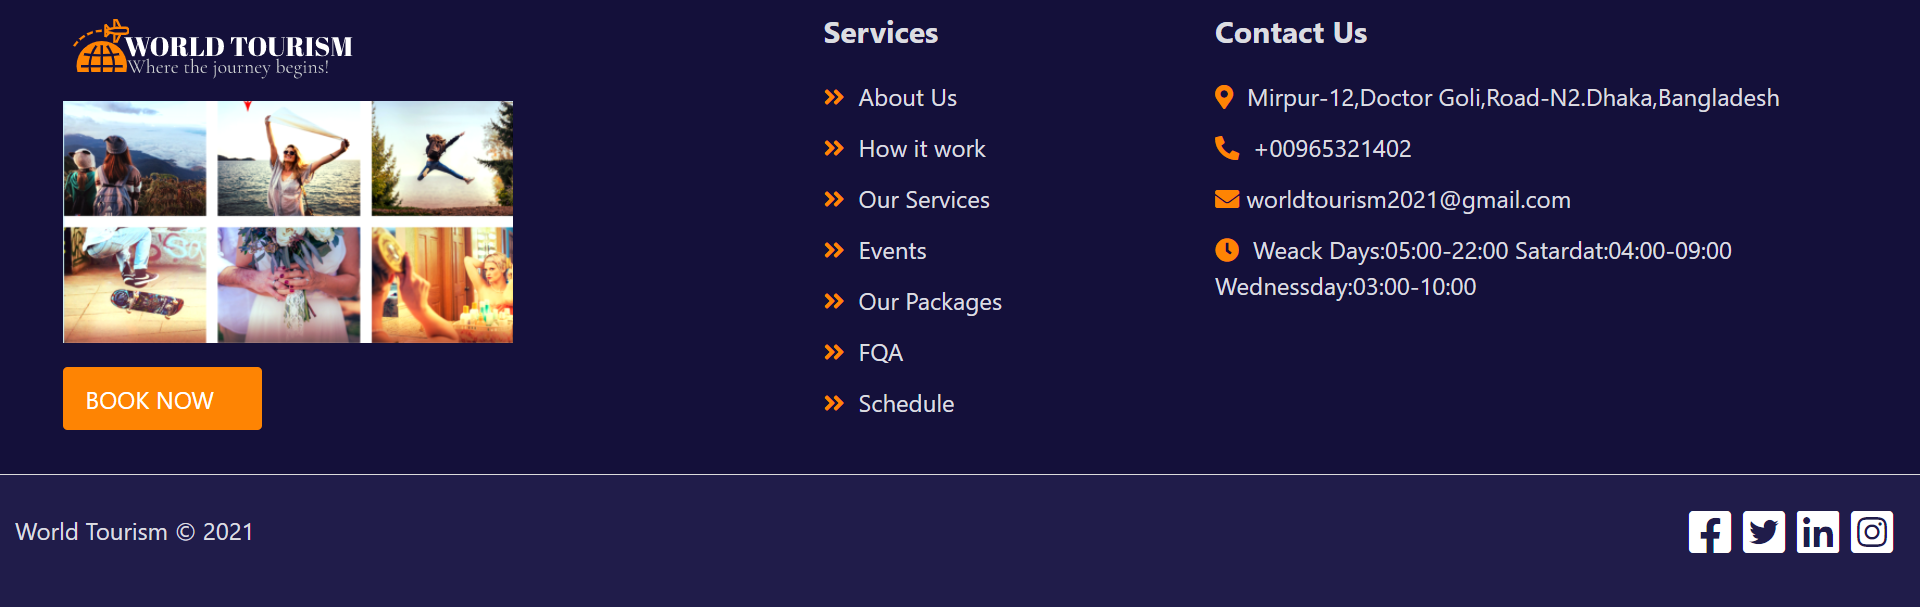 WORLD TOURISM
Where the journey begins!
BOOK NOW
Services
About Us
How it work
Our Services
Events
Our Packages
FQA
Schedule
Contact Us
Mirpur-12,Doctor Goli,Road-N2.Dhaka,Bangladesh
+00965321402
worldtourism2021@gmail.com
Weack Days:05:00-22:00 Satardat:04:00-09:00
Wednessday:03:00-10:00
World Tourism © 2021